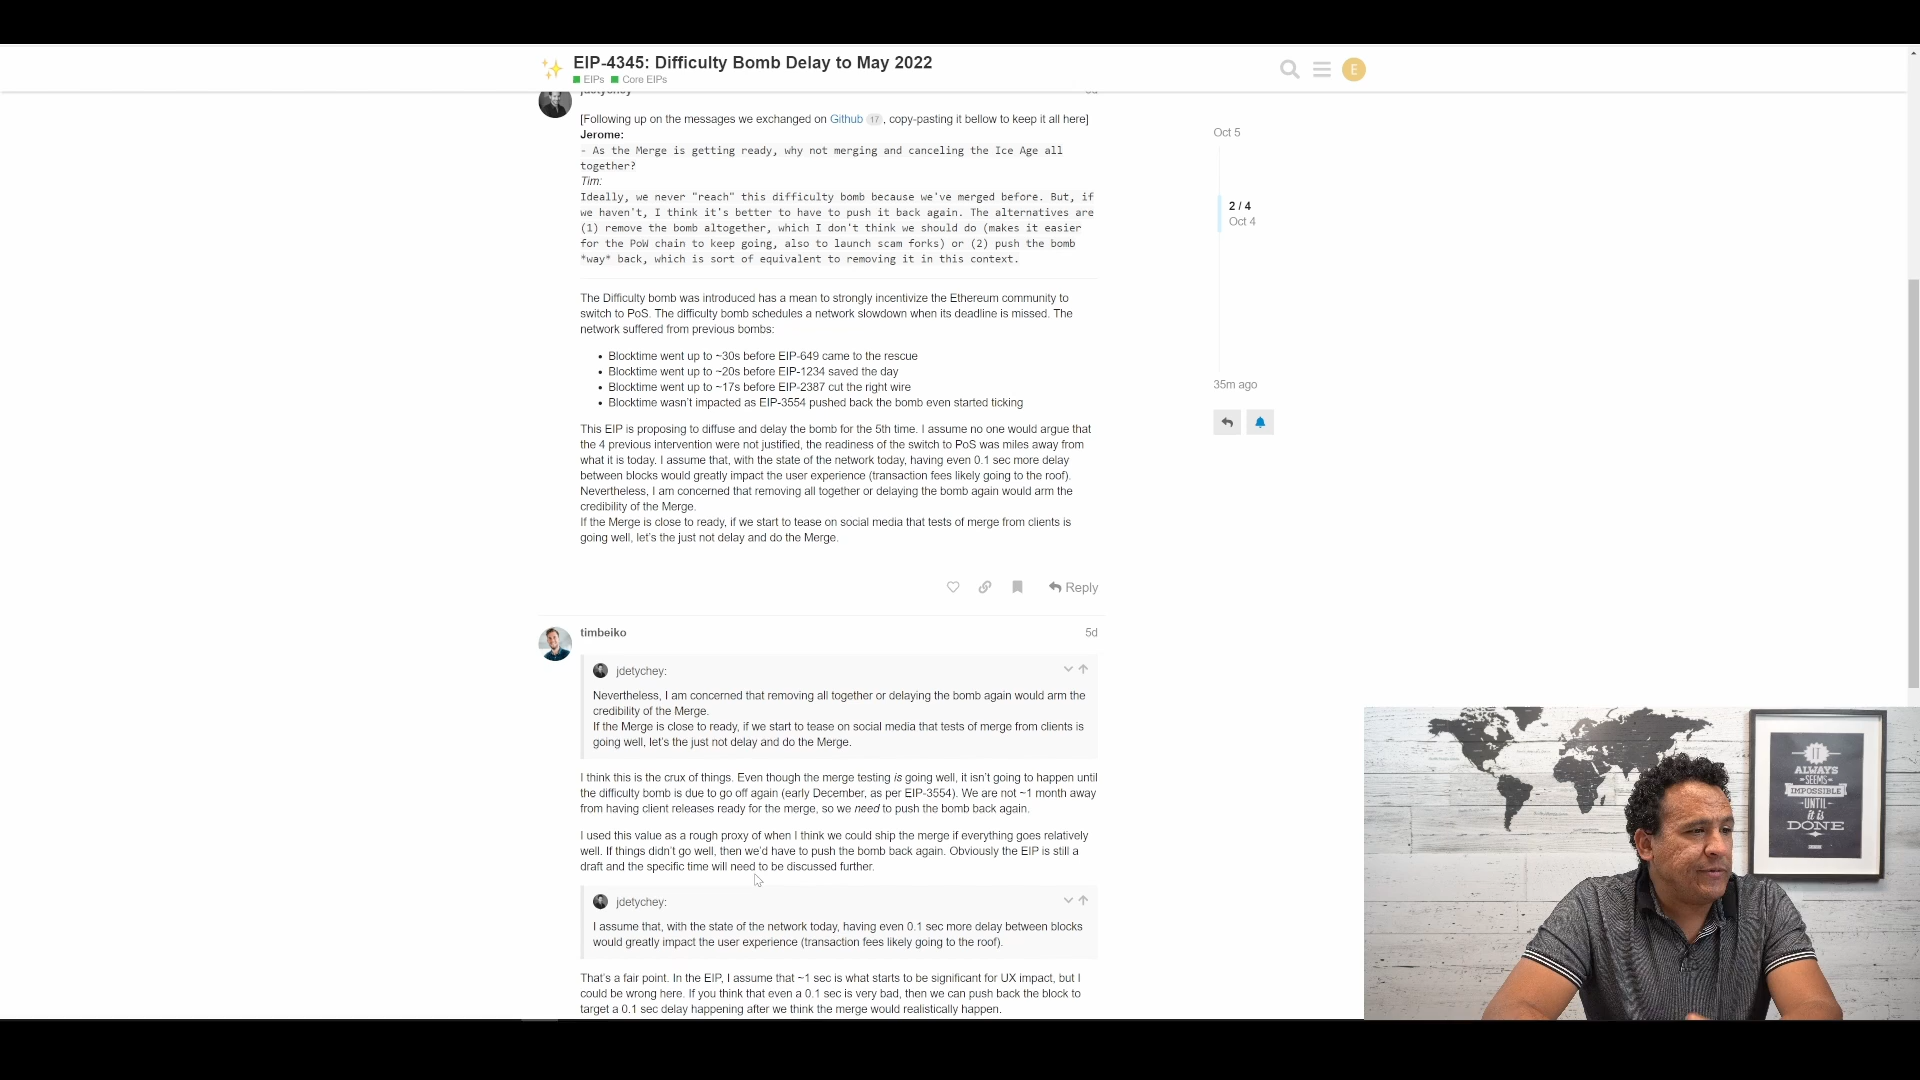 EIP-4345: Difficulty Bomb Delay to May 2022
EIPs Core EIPs
E
[Following up on the messages we exchanged on Github 17 , copy-pasting it bellow to keep it all here]
Jerome:
- As the Merge is getting ready, why not merging and canceling the Ice Age all
together?
Tim:
Ideally, we never "reach" this difficulty bomb because we've merged before. But, if
we haven't, I think it's better to have to push it back again. The alternatives are
(1) remove the bomb altogether, which I don't think we should do (makes it easier
for the PoW chain to keep going, also to launch scam forks) or (2) push the bomb
*way* back, which is sort of equivalent to removing it in this context.
The Difficulty bomb was introduced has a mean to strongly incentivize the Ethereum community to
switch to PoS. The difficulty bomb schedules a network slowdown when its deadline is missed. The
network suffered from previous bombs:
• Blocktime went up to ~30s before EIP-649 came to the rescue
• Blocktime went up to ~20s before EIP-1234 saved the day
• Blocktime went up to ~17s before EIP-2387 cut the right wire
• Blocktime wasn't impacted as EIP-3554 pushed back the bomb even started ticking
This EIP is proposing to diffuse and delay the bomb for the 5th time. I assume no one would argue that
the 4 previous intervention were not justified, the readiness of the switch to PoS was miles away from
what it is today. I assume that, with the state of the network today, having even 0.1 sec more delay
between blocks would greatly impact the user experience (transaction fees likely going to the roof).
Nevertheless, I am concerned that removing all together or delaying the bomb again would arm the
credibility of the Merge.
If the Merge is close to ready, if we start to tease on social media that tests of merge from clients is
going well, let's the just not delay and do the Merge.
Reply
timbeiko 5d
jdetychey:
Nevertheless, I am concerned that removing all together or delaying the bomb again would arm the
credibility of the Merge.
If the Merge is close to ready, if we start to tease on social media that tests of merge from clients is
going well, let's the just not delay and do the Merge.
I think this is the crux of things. Even though the merge testing is going well, it isn't going to happen until
the difficulty bomb is due to go off again (early December, as per EIP-3554). We are not ~1 month away
from having client releases ready for the merge, so we need to push the bomb back again.
I used this value as a rough proxy of when I think we could ship the merge if everything goes relatively
well. If things didn't go well, then we'd have to push the bomb back again. Obviously the EIP is still a
draft and the specific time will need to be discussed further.
jdetychey:
I assume that, with the state of the network today, having even 0.1 sec more delay between blocks
would greatly impact the user experience (transaction fees likely going to the roof).
That's a fair point. In the EIP, I assume that ~1 sec is what starts to be significant for UX impact, but I
could be wrong here. If you think that even a 0.1 sec is very bad, then we can push back the block to
target a 0.1 sec delay happening after we think the merge would realistically happen.
Oct 5
2 / 4
Oct 4
35m ago
IT
ALWAYS
SEEMS
IMPOSSIBLE
UNTIL
it is
DONE